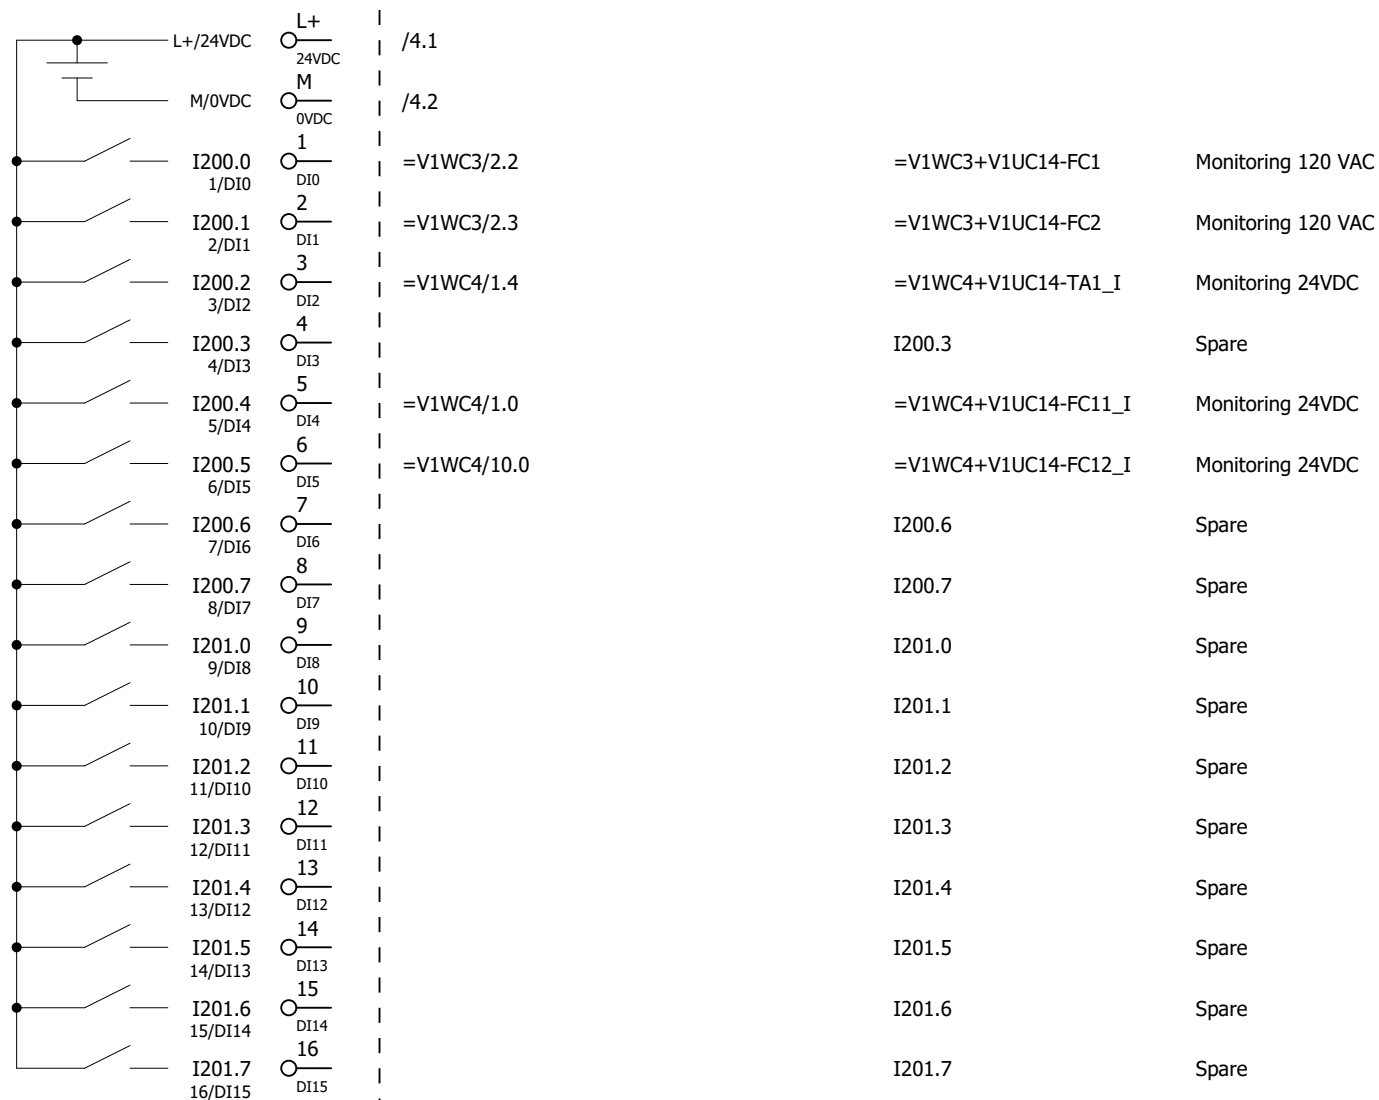 L+
L+/24VDC /4.1
24VDC
M
M/0VDC /4.2
0VDC
1
I200.0 =V1WC3/2.2 =V1WC3+V1UC14-FC1 Monitoring 120 VAC
1/DI0 DI0
2
I200.1 =V1WC3/2.3 =V1WC3+V1UC14-FC2 Monitoring 120 VAC
2/DI1 DI1
3
I200.2 =V1WC4/1.4 =V1WC4+V1UC14-TA1_I Monitoring 24VDC
3/DI2 DI2
4
I200.3 I200.3 Spare
4/DI3 DI3
5
I200.4 =V1WC4/1.0 =V1WC4+V1UC14-FC11_I Monitoring 24VDC
5/DI4 DI4
6
I200.5 =V1WC4/10.0 =V1WC4+V1UC14-FC12_I Monitoring 24VDC
6/DI5 DI5
7
I200.6 I200.6 Spare
7/DI6 DI6
8
I200.7 I200.7 Spare
8/DI7 DI7
9
I201.0 I201.0 Spare
9/DI8 DI8
10
I201.1 I201.1 Spare
10/DI9 DI9
11
I201.2 I201.2 Spare
11/DI10 DI10
12
I201.3 I201.3 Spare
12/DI11 DI11
13
I201.4 I201.4 Spare
13/DI12 DI12
14
I201.5 I201.5 Spare
14/DI13 DI13
15
I201.6 I201.6 Spare
15/DI14 DI14
16
I201.7 I201.7 Spare
16/DI15 DI15